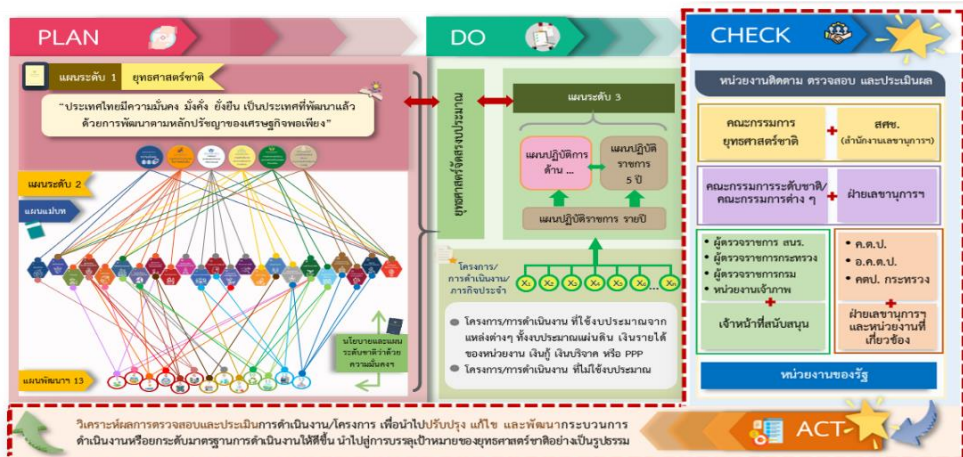 PLAN
แผนระดับ 1
ยุทธศาสตร์ชาติ
"ประเทศไทยมีความมั่นคง มั่งคั่ง ยั่งยืน เป็นประเทศที่พัฒนาแล้ว
ด้วยการพัฒนาตามหลักปรัชญาของเศรษฐกิจพอเพียง"
แผนระดับ 2
แผนแม่บท
นโยบายและแผน
ระดับชาติว่าด้วย
ความมั่นคงฯ
แผนพัฒนาฯ 13
DO
ยุทธศาสตร์จัดสรรงบประมาณ
แผนระดับ 3
แผนปฏิบัติการ
ด้าน ...
แผนปฏิบัติ
ราชการ
5 ปี
แผนปฏิบัติราชการ รายปี
โครงการ/
การดำเนินงาน/
ภารกิจประจำ
X₁ X₂ X₃ X₄ X₅ X₆ ... Xₙ
โครงการ/การดำเนินงาน ที่ใช้งบประมาณจาก
แหล่งต่างๆ ทั้งงบประมาณแผ่นดิน เงินรายได้
ของหน่วยงาน เงินกู้ เงินบริจาค หรือ PPP
โครงการ/การดำเนินงาน ที่ไม่ใช้งบประมาณ
CHECK
หน่วยงานติดตาม ตรวจสอบ และประเมินผล
คณะกรรมการ
ยุทธศาสตร์ชาติ
+
สศช.
(สำนักงานเลขานุการฯ)
คณะกรรมการระดับชาติ/
คณะกรรมการต่าง ๆ
+
ฝ่ายเลขานุการฯ
• ผู้ตรวจราชการ สนร.
• ผู้ตรวจราชการกระทรวง
• ผู้ตรวจราชการกรม
• หน่วยงานเจ้าภาพ
+
เจ้าหน้าที่สนับสนุน
• ค.ต.ป.
• อ.ค.ต.ป.
• คตป. กระทรวง
+
ฝ่ายเลขานุการฯ
และหน่วยงานที่
เกี่ยวข้อง
หน่วยงานของรัฐ
วิเคราะห์ผลการตรวจสอบและประเมินการดำเนินงาน/โครงการ เพื่อนำไปปรับปรุง แก้ไข และพัฒนากระบวนการ
ดำเนินงานหรือยกระดับมาตรฐานการดำเนินงานให้ดีขึ้น นำไปสู่การบรรลุเป้าหมายของยุทธศาสตร์ชาติอย่างเป็นรูปธรรม
ACT